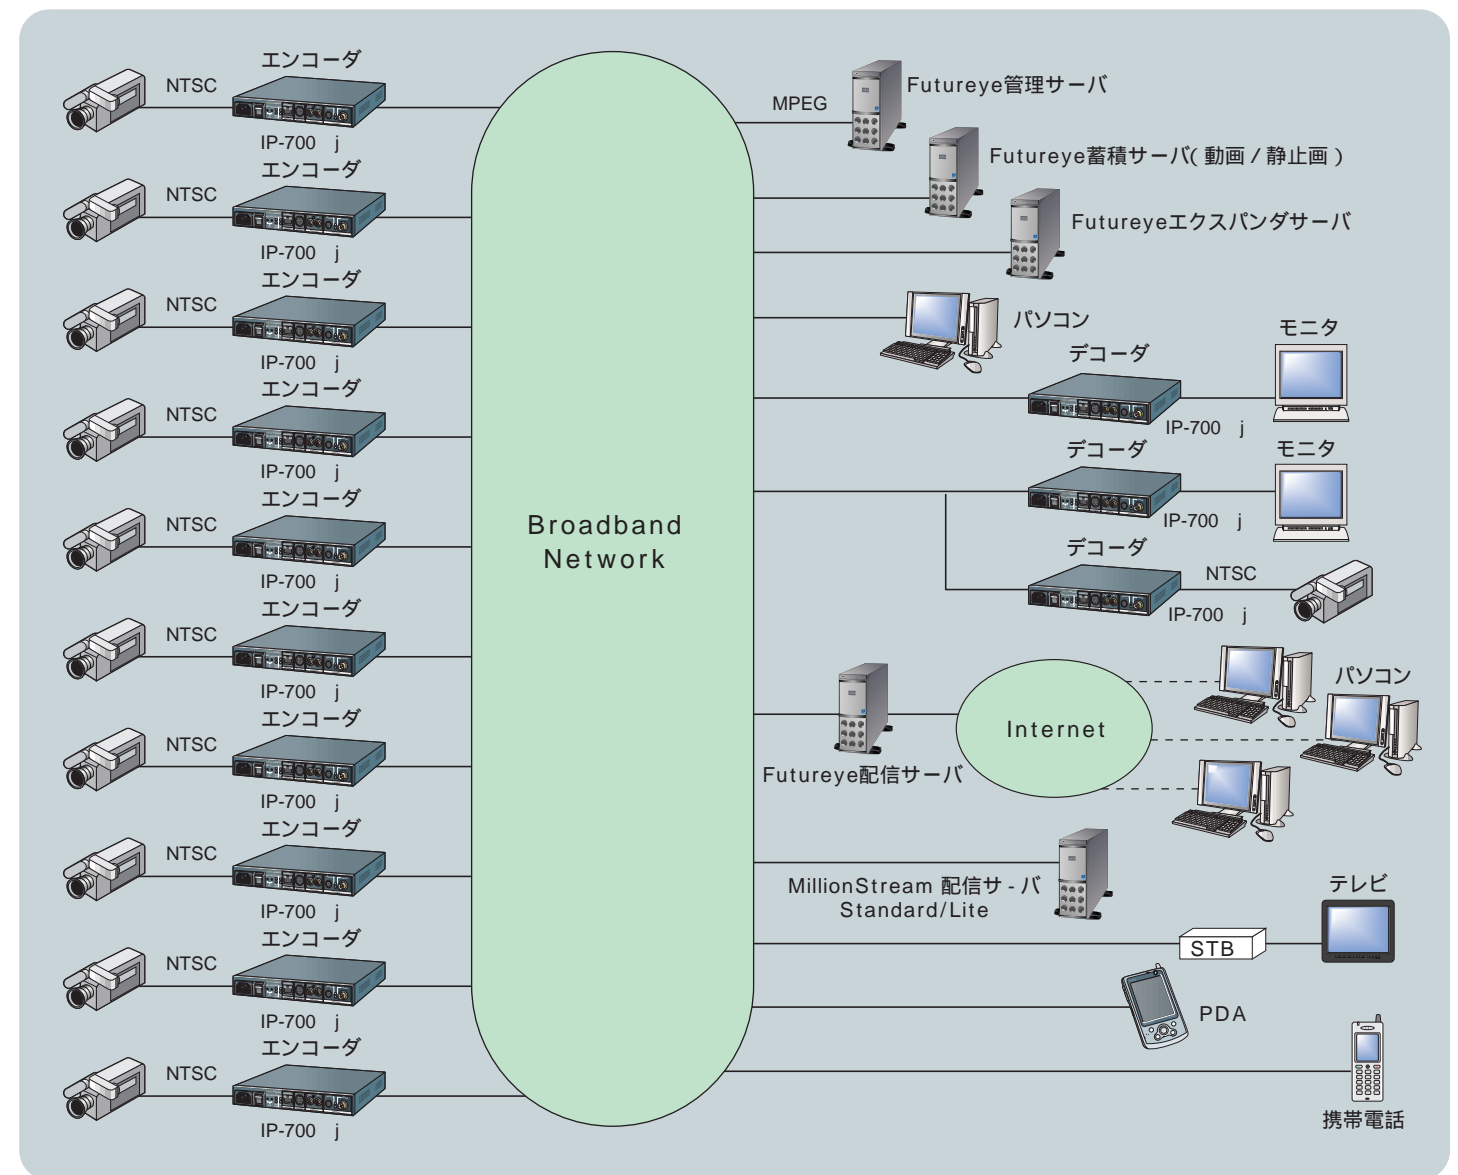 エンコーダ
NTSC
IP-700 j
エンコーダ
NTSC
IP-700 j
エンコーダ
NTSC
IP-700 j
エンコーダ
NTSC
IP-700 j
エンコーダ
NTSC
IP-700 j
エンコーダ
NTSC
IP-700 j
エンコーダ
NTSC
IP-700 j
エンコーダ
NTSC
IP-700 j
エンコーダ
NTSC
IP-700 j
エンコーダ
NTSC
IP-700 j
Broadband
Network
MPEG
Futureye管理サーバ
Futureye蓄積サーバ(動画/静止画)
Futureyeエクスパンダサーバ
パソコン
デコーダ
モニタ
IP-700 j
デコーダ
モニタ
IP-700 j
デコーダ
NTSC
IP-700 j
Internet
パソコン
Futureye配信サーバ
MillionStream 配信サ-バ
Standard/Lite
テレビ
STB
PDA
携帯電話